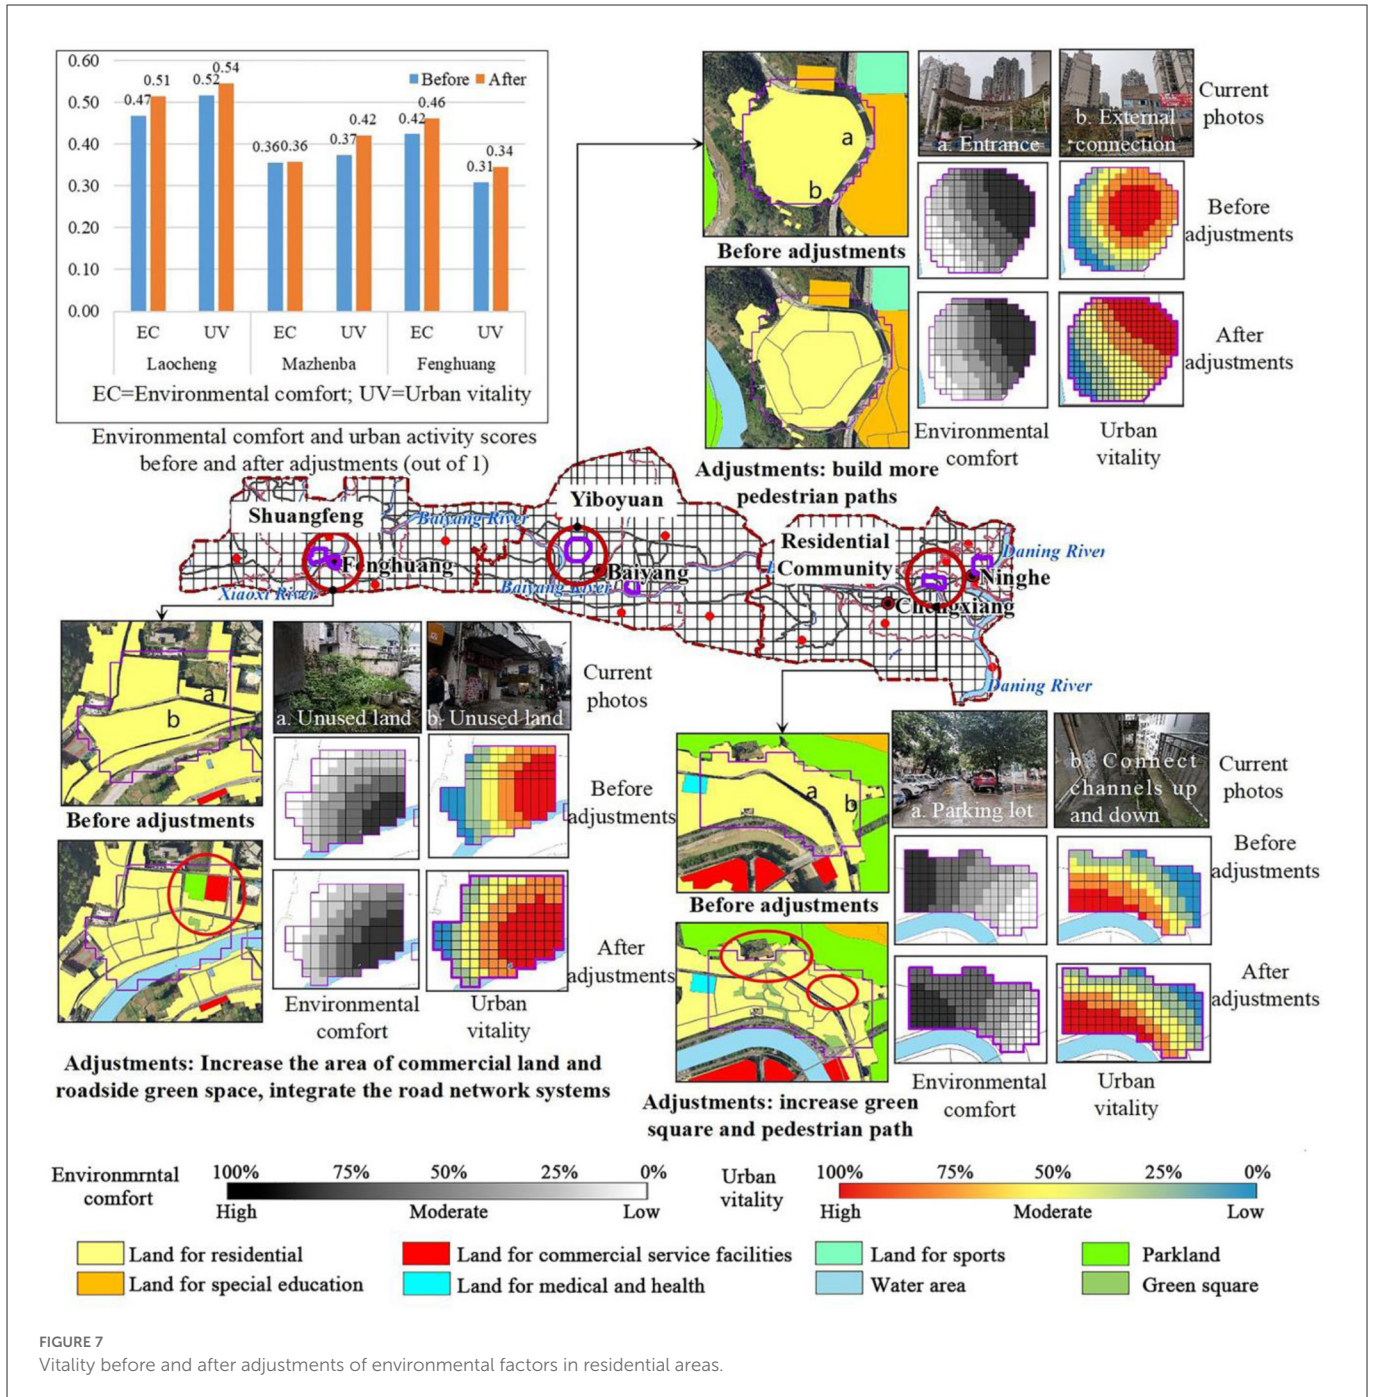 0.60
0.50
0.40
0.30
0.20
0.10
0.00
Before After
0.47
0.51
0.52
0.54
0.36 0.36
0.37
0.42
0.42
0.46
0.31
0.34
EC UV EC UV EC UV
Laocheng Mazhenba Fenghuang
EC=Environmental comfort; UV=Urban vitality
Environmental comfort and urban activity scores
before and after adjustments (out of 1)
a
b
Before adjustments
Adjustments: build more
pedestrian paths
a. Entrance
b. External
connection
Current
photos
Before
adjustments
After
adjustments
Environmental
comfort
Urban
vitality
Shuangfeng
Fenghuang
Xiaoxi River
Baiyang River
Yiboyuan
Baiyang
Baiyang River
Residential
Community
Daning River
Ninghe
Chengxiang
Daning River
a
b
Before adjustments
a. Unused land
b. Unused land
Current
photos
Before
adjustments
After
adjustments
Environmental
comfort
Urban
vitality
Adjustments: Increase the area of commercial land and
roadside green space, integrate the road network systems
a
b
Before adjustments
a. Parking lot
b. Connect
channels up
and down
Current
photos
Before
adjustments
After
adjustments
Environmental
comfort
Urban
vitality
Adjustments: increase green
square and pedestrian path
Environmrntal
comfort
100% 75% 50% 25% 0%
High Moderate Low
Urban
vitality
100% 75% 50% 25% 0%
High Moderate Low
Land for residential
Land for commercial service facilities
Land for sports
Parkland
Land for special education
Land for medical and health
Water area
Green square
FIGURE 7
Vitality before and after adjustments of environmental factors in residential areas.